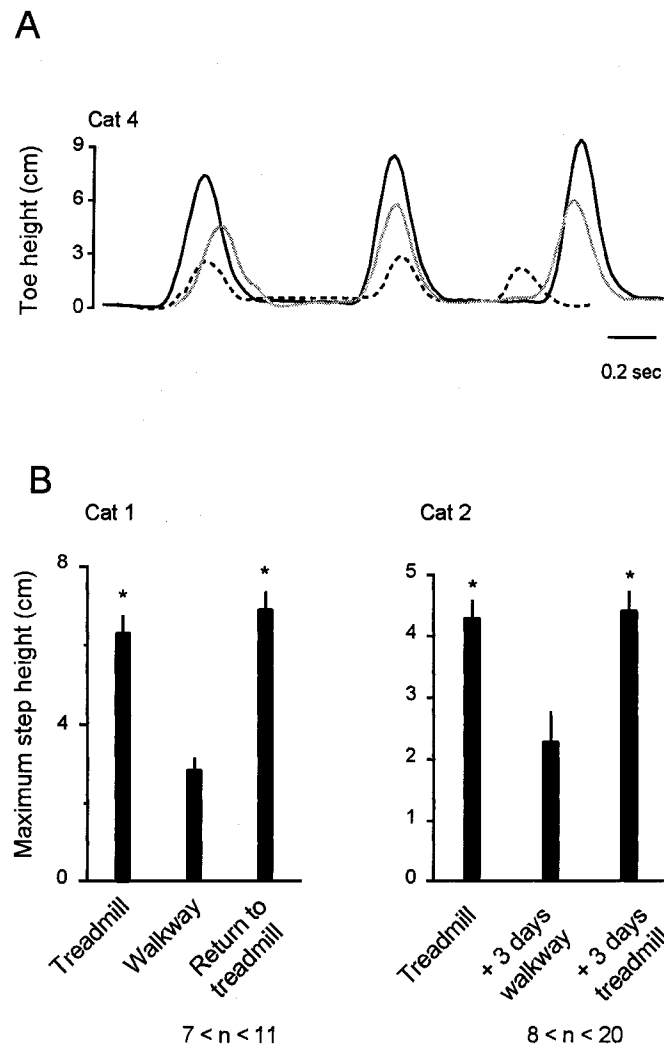 A
Cat 4
Toe height (cm)
9
6
3
0
0.2 sec
B
Cat 1
Maximum step height (cm)
8
4
0
Treadmill
Walkway
Return to
treadmill
7 < n < 11
*
*
Cat 2
5
4
3
2
1
0
Treadmill
+ 3 days
walkway
+ 3 days
treadmill
8 < n < 20
*
*